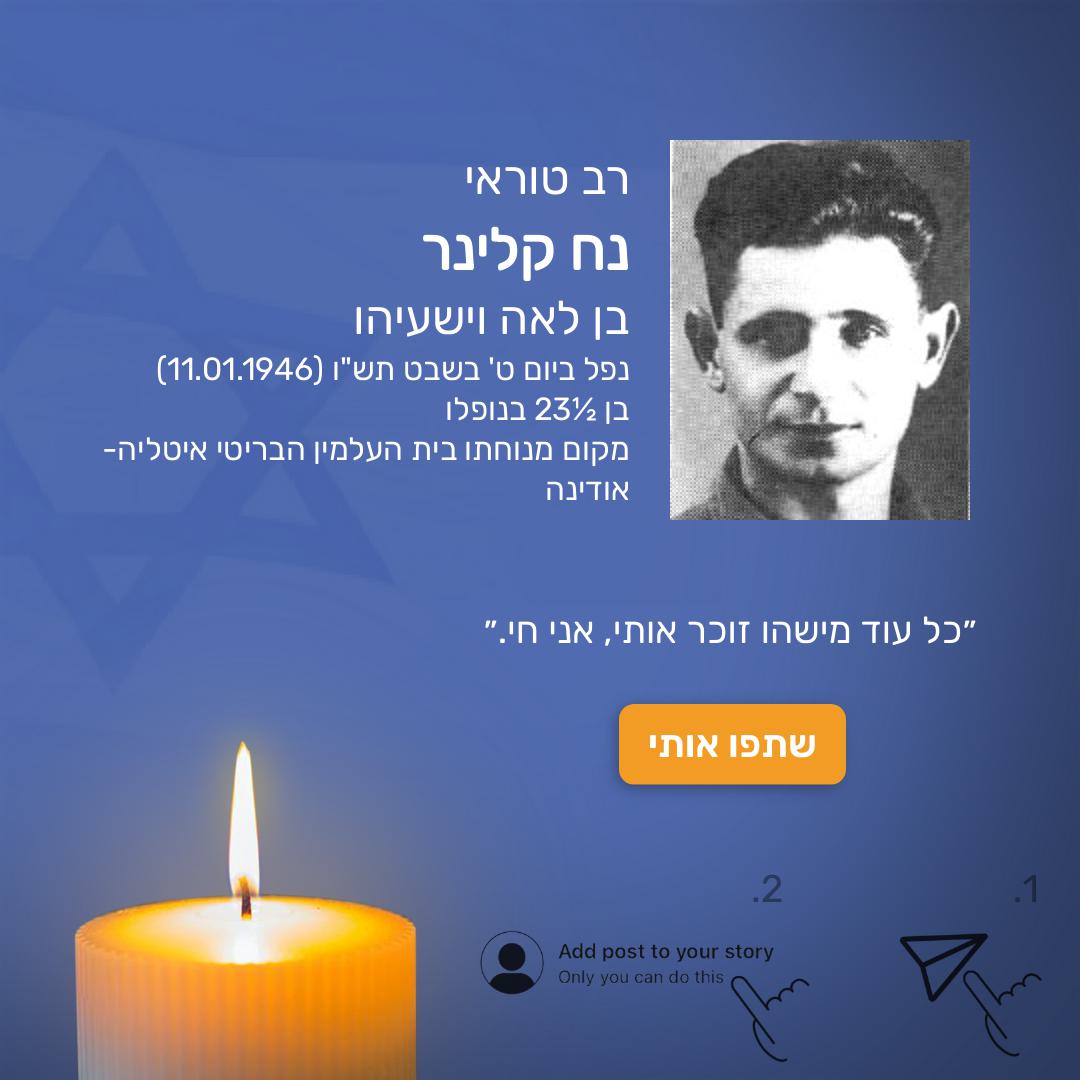 רב טוראי
נח קלינר
בן לאה וישעיהו
נפל ביום ט' בשבט תש"ו (11.01.1946)
בן 23½ בנופלו
מקום מנוחתו בית העלמין הבריטי איטליה-
אודינה
״כל עוד מישהו זוכר אותי, אני חי.״
שתפו אותי
1.
2.
Add post to your story
Only you can do this